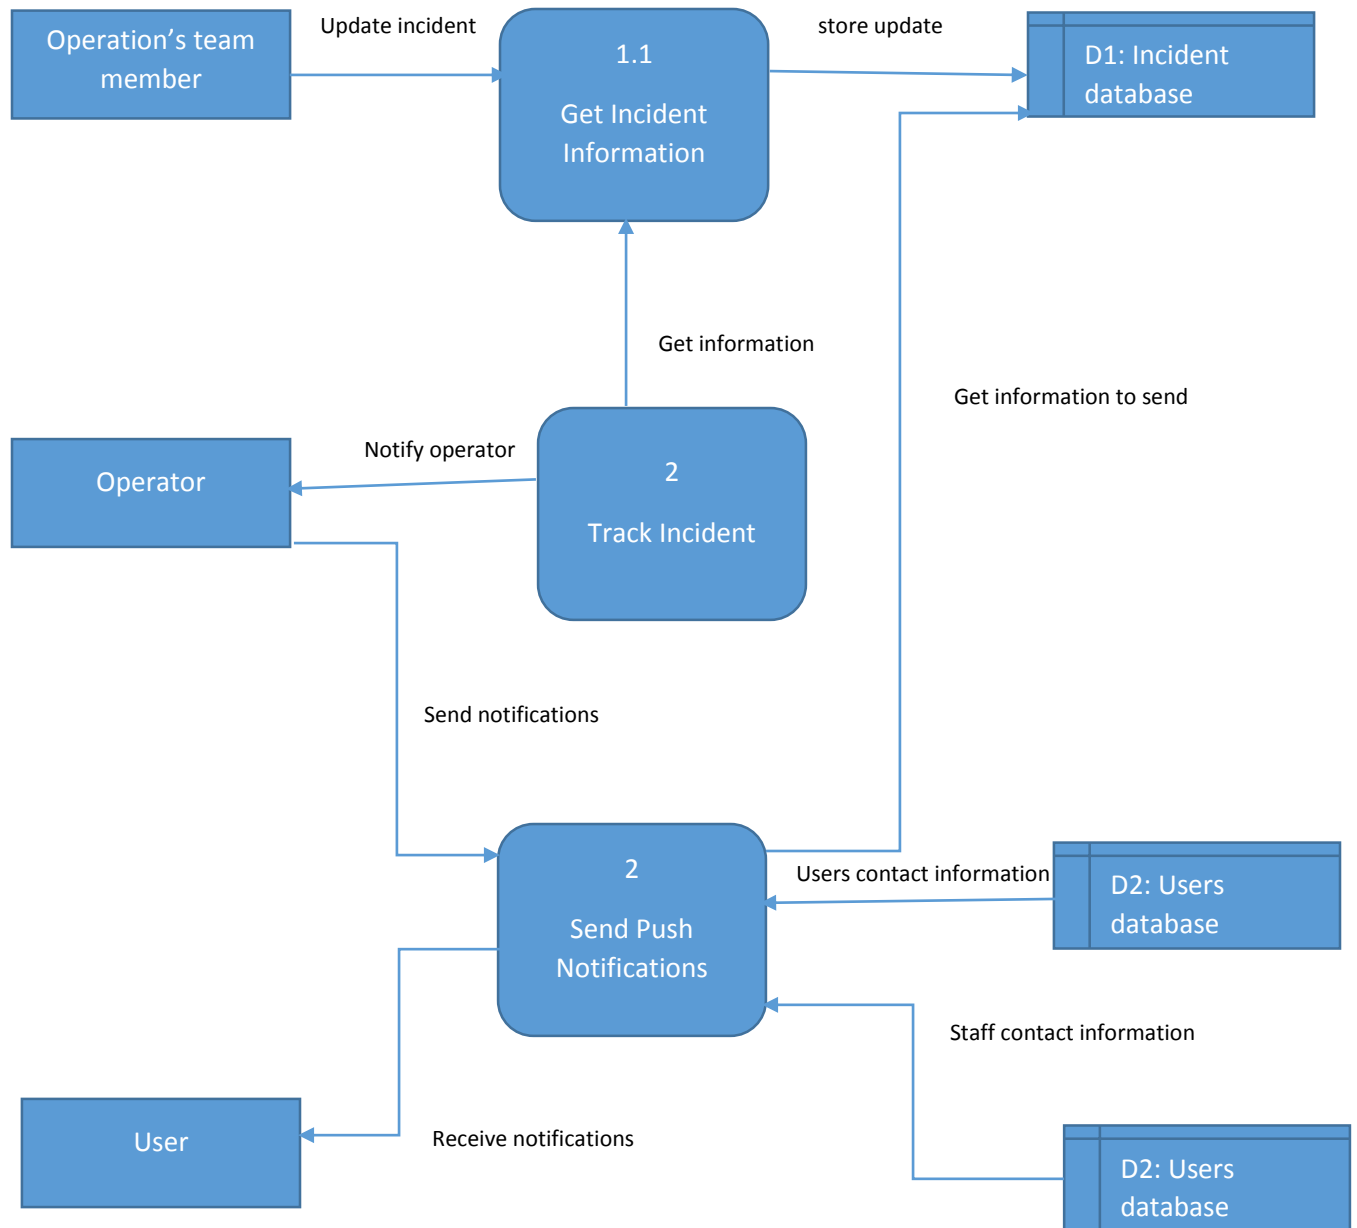 Operation’s team
member
Update incident
1.1
Get Incident
Information
store update
D1: Incident
database
Get information
Get information to send
Operator
Notify operator
2
Track Incident
Send notifications
2
Send Push
Notifications
Users contact information
D2: Users
database
Staff contact information
User
Receive notifications
D2: Users
database